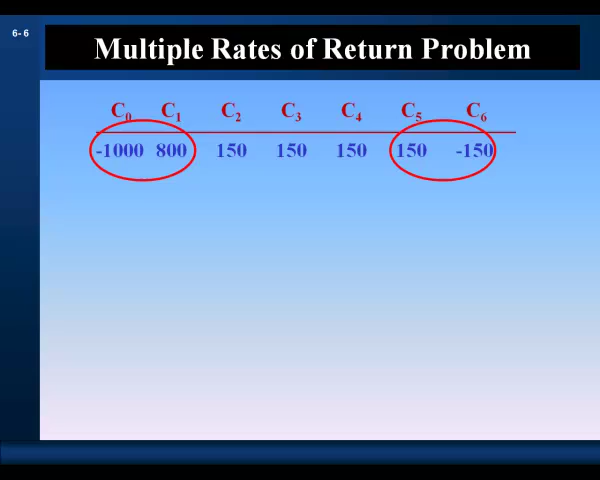 6- 6
Multiple Rates of Return Problem
C0 C1 C2 C3 C4 C5 C6
-1000 800 150 150 150 150 -150